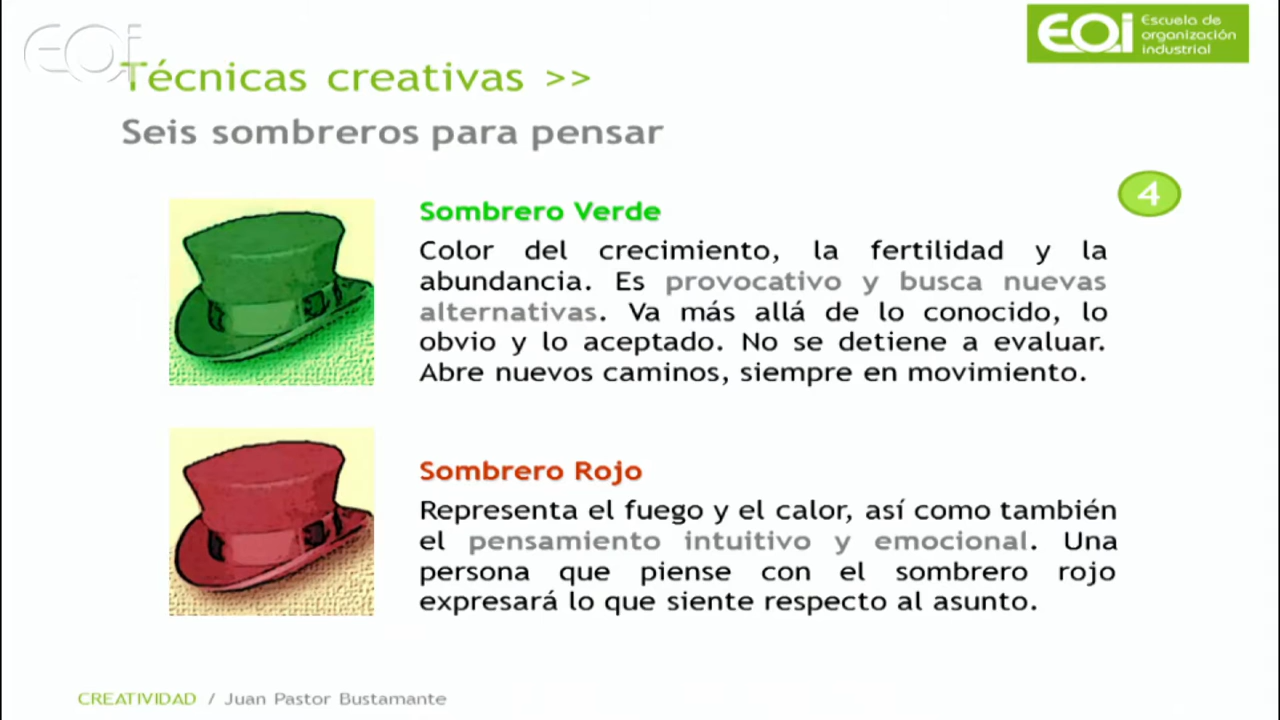 eoi
eoi
Escuela de
organización
industrial
Técnicas creativas >>
Seis sombreros para pensar
4
Sombrero Verde
Color del crecimiento, la fertilidad y la
abundancia. Es provocativo y busca nuevas
alternativas. Va más allá de lo conocido, lo
obvio y lo aceptado. No se detiene a evaluar.
Abre nuevos caminos, siempre en movimiento.
Sombrero Rojo
Representa el fuego y el calor, así como también
el pensamiento intuitivo y emocional. Una
persona que piense con el sombrero rojo
expresará lo que siente respecto al asunto.
CREATIVIDAD / Juan Pastor Bustamante